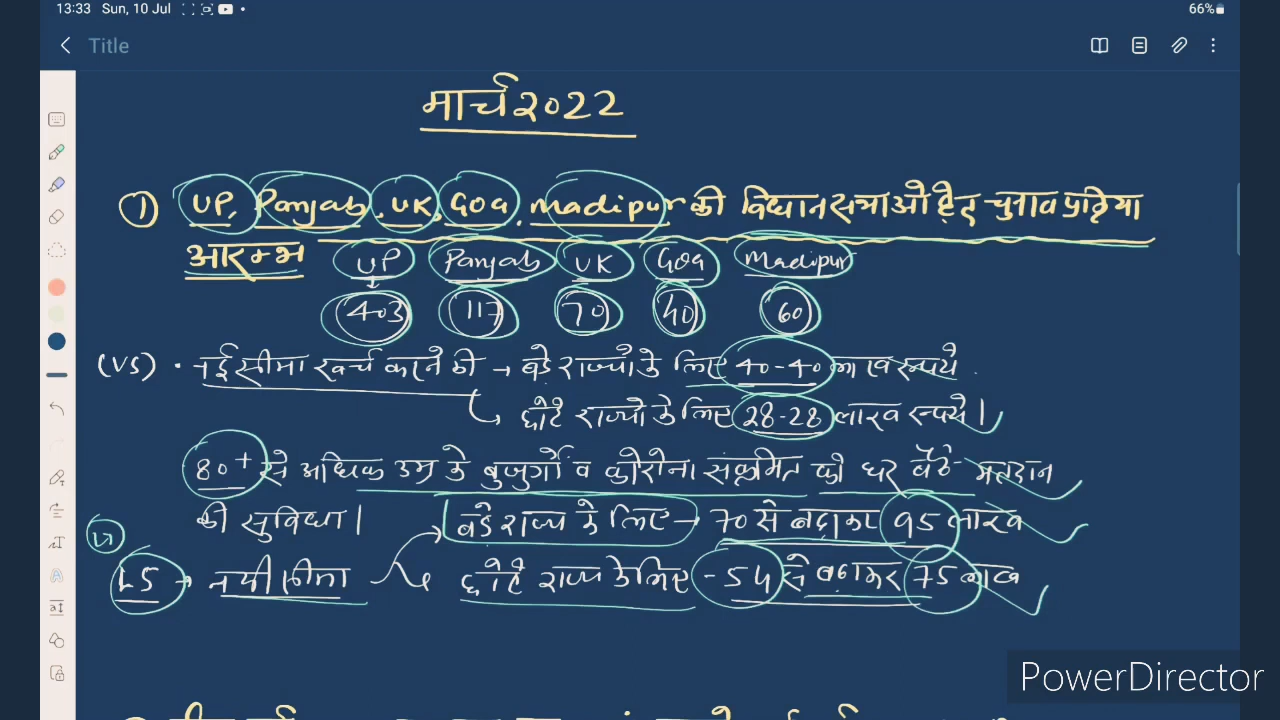 13:33 Sun, 10 Jul
66%
Title
मार्च 2022
① UP, Panjab, UK, GOA, Madipur की विधानसभाओ हेतु चुनाव प्रक्रिया
आरम्भ
UP Panjab UK GOA Madipur
403 117 70 40 60
(VS) · नई सीमा खर्च करने की → बडे राज्यो के लिए 40-40 लाख रूपये.
छोटे राज्यो के लिए 28-28 लाख रूपये।
80+ से अधिक उम्र के बुजुर्गों व कोरोना संक्रमित को घर बैठे मतदान
की सुविधा। बडे राज्य के लिए → 70 से बढाकर 95 लाख
LS → नयी सीमा छोटे राज्य के लिए - 54 से बढाकर 75 लाख
PowerDirector